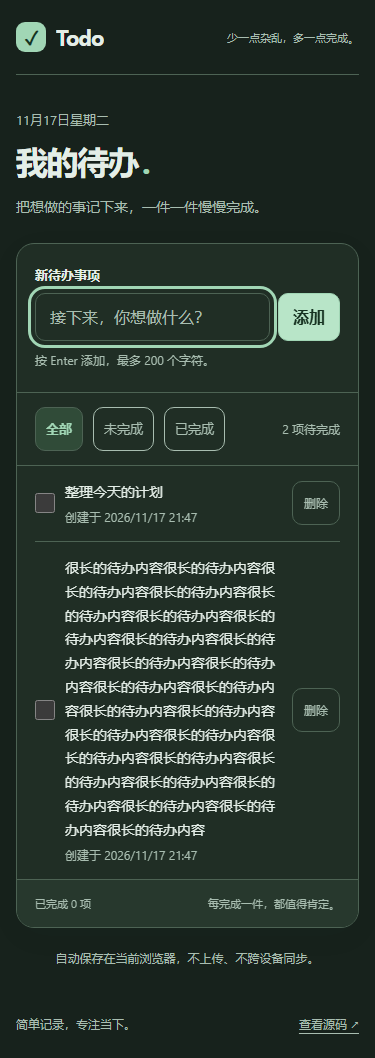 Todo
少一点杂乱，多一点完成。
11月17日星期二
我的待办.
把想做的事记下来，一件一件慢慢完成。
新待办事项
接下来，你想做什么？
添加
按 Enter 添加，最多 200 个字符。
全部 未完成 已完成 2 项待完成
整理今天的计划
创建于 2026/11/17 21:47
删除
很长的待办内容很长的待办内容很
长的待办内容很长的待办内容很长
的待办内容很长的待办内容很长的
待办内容很长的待办内容很长的待
办内容很长的待办内容很长的待办
内容很长的待办内容很长的待办内
容很长的待办内容很长的待办内容
很长的待办内容很长的待办内容很
长的待办内容很长的待办内容很长
的待办内容很长的待办内容很长的
待办内容很长的待办内容很长的待
办内容很长的待办内容
创建于 2026/11/17 21:47
删除
已完成 0 项
每完成一件，都值得肯定。
自动保存在当前浏览器，不上传、不跨设备同步。
简单记录，专注当下。
查看源码 ↗